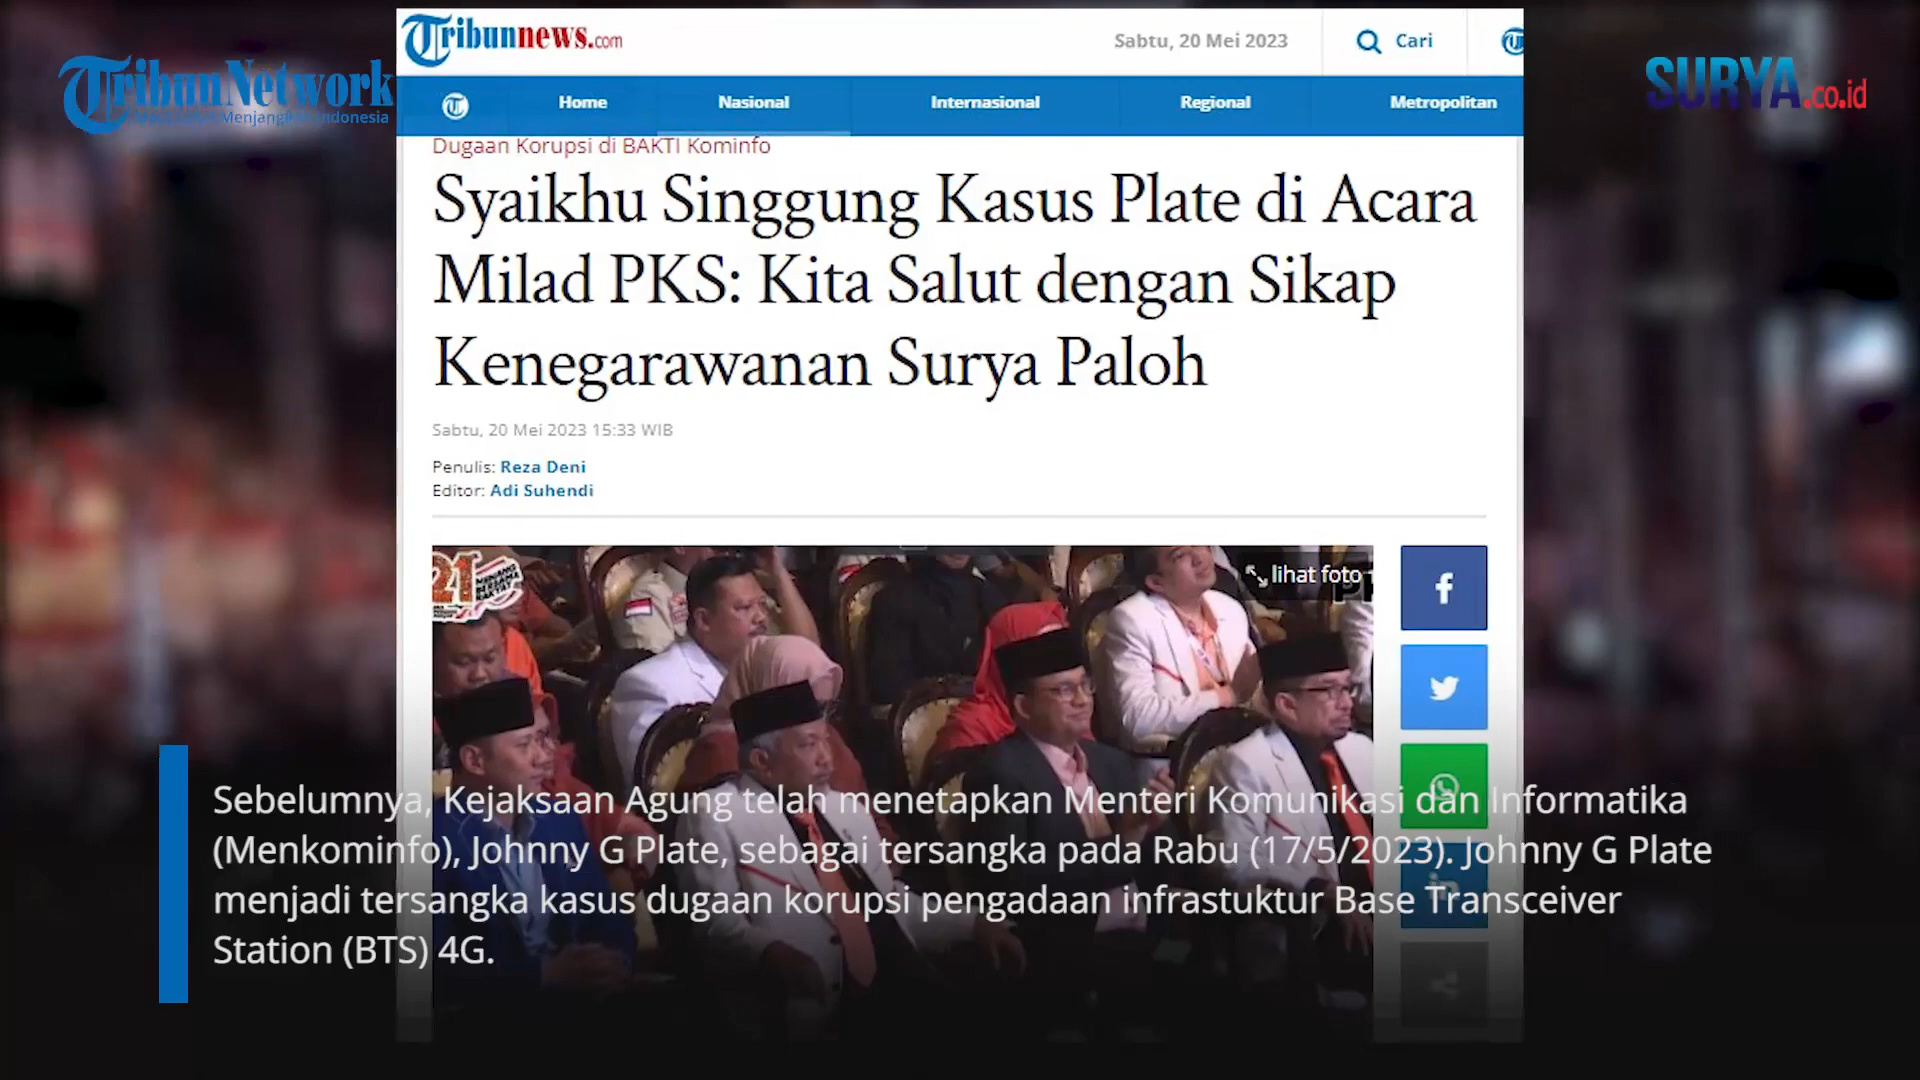 Tribunnews.com
Sabtu, 20 Mei 2023
Cari
TribunNetwork
Menjangkau Indonesia
SURYA.co.id
Home
Nasional
Internasional
Regional
Metropolitan
Dugaan Korupsi di BAKTI Kominfo
Syaikhu Singgung Kasus Plate di Acara
Milad PKS: Kita Salut dengan Sikap
Kenegarawanan Surya Paloh
Sabtu, 20 Mei 2023 15:33 WIB
Penulis: Reza Deni
Editor: Adi Suhendi
21 MENANG BERSAMA RAKYAT
lihat foto
Sebelumnya, Kejaksaan Agung telah menetapkan Menteri Komunikasi dan Informatika
(Menkominfo), Johnny G Plate, sebagai tersangka pada Rabu (17/5/2023). Johnny G Plate
menjadi tersangka kasus dugaan korupsi pengadaan infrastuktur Base Transceiver
Station (BTS) 4G.